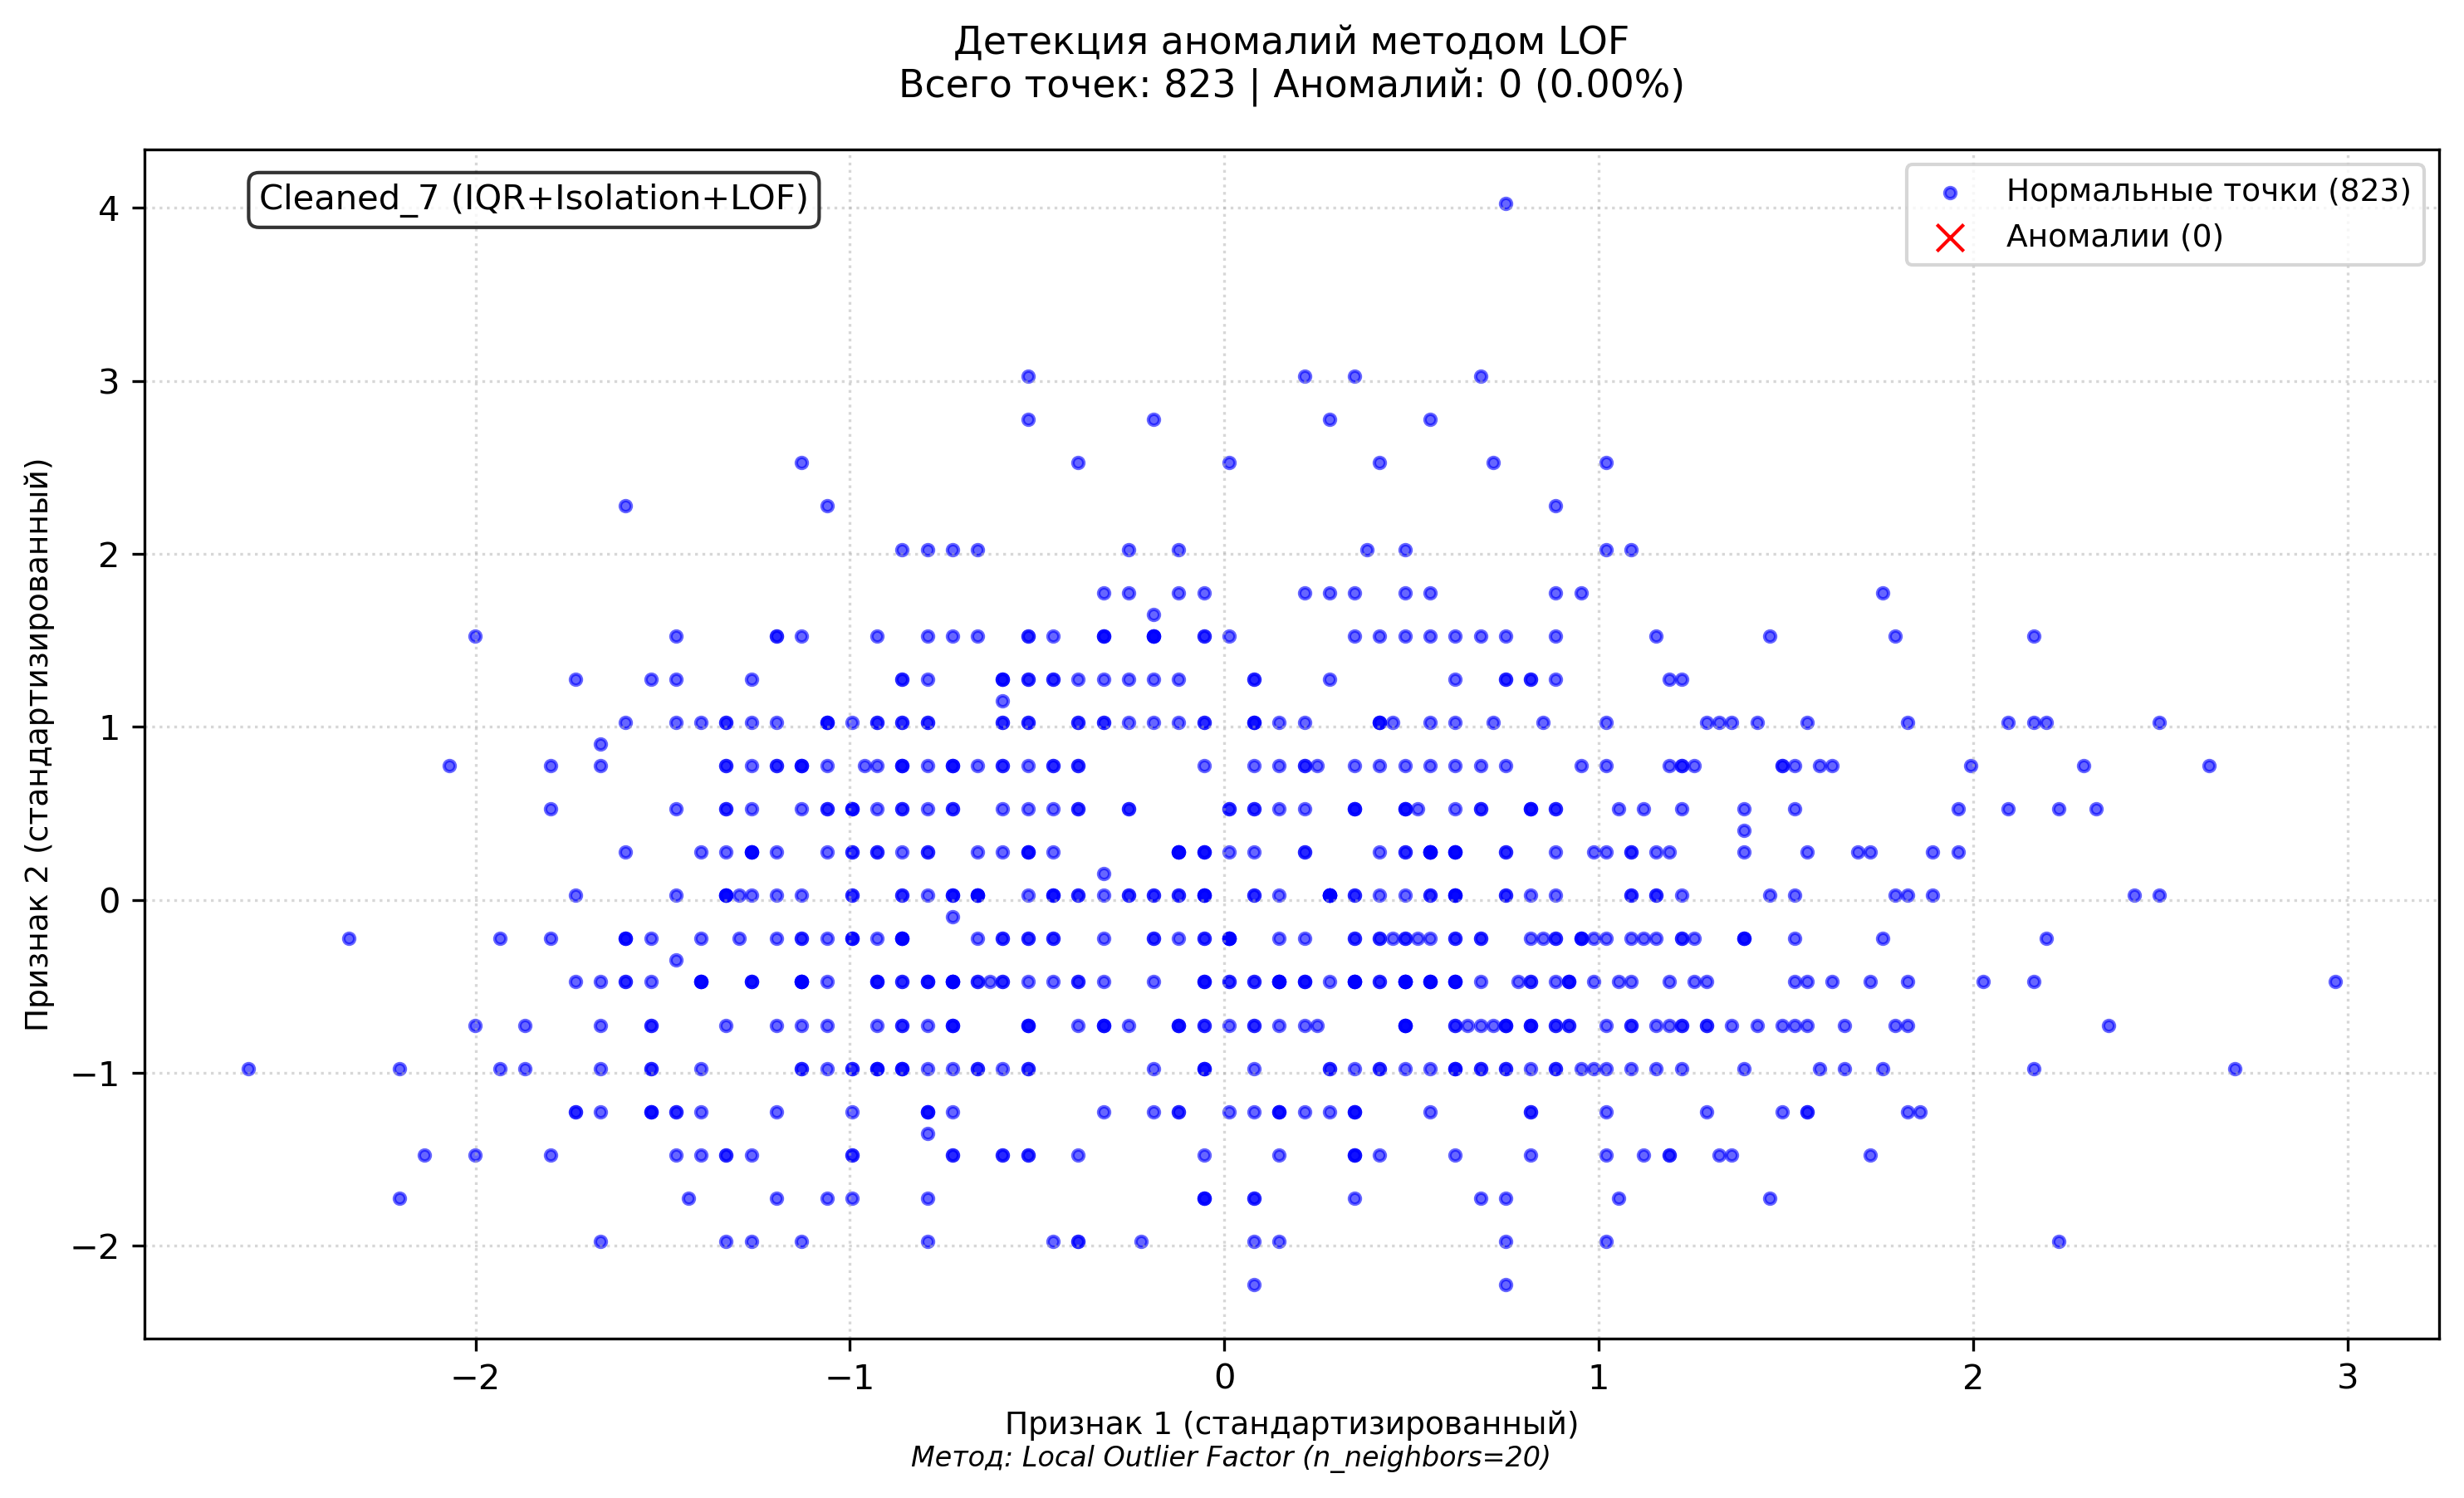 Детекция аномалий методом LOF
Всего точек: 823 | Аномалий: 0 (0.00%)
Cleaned_7 (IQR+Isolation+LOF)
Нормальные точки (823)
Аномалии (0)
Признак 2 (стандартизированный)
4
3
2
1
0
−1
−2
−2
−1
0
1
2
3
Признак 1 (стандартизированный)
Метод: Local Outlier Factor (n_neighbors=20)